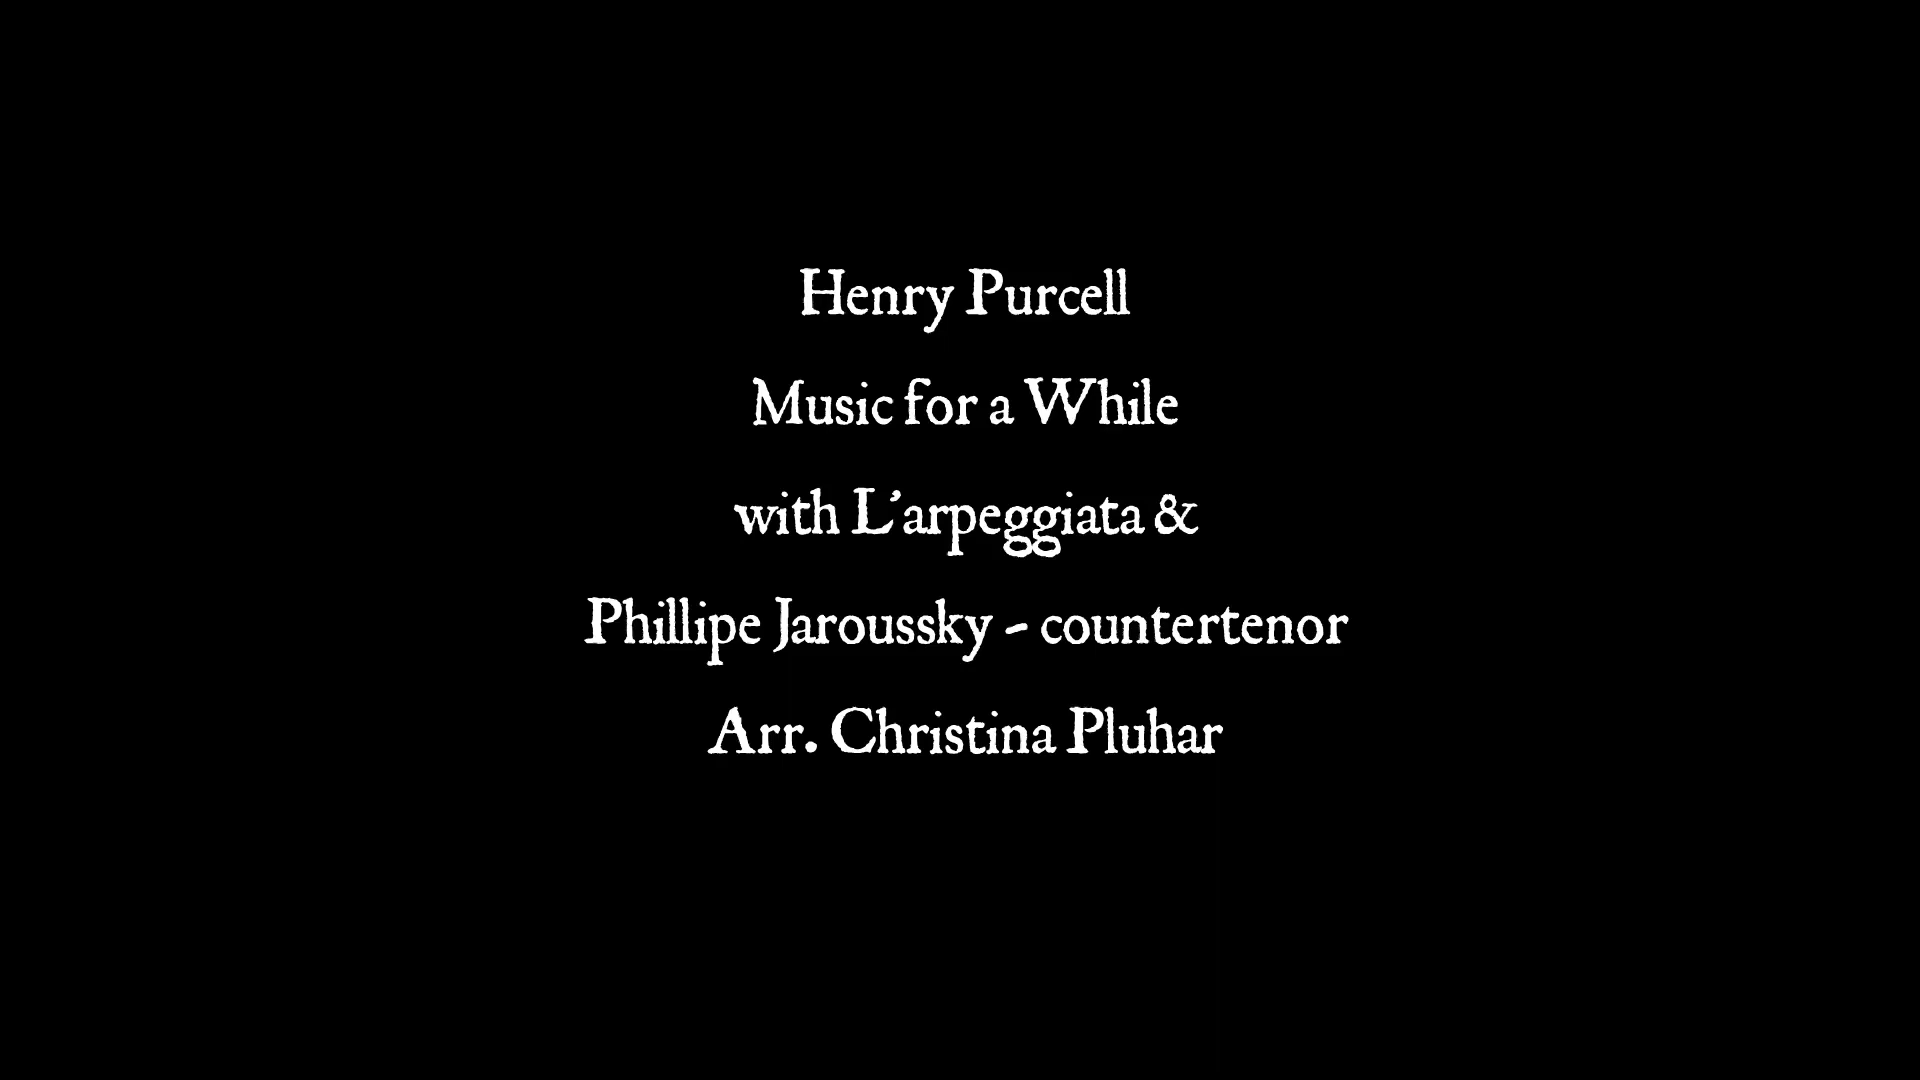 Henry Purcell
Music for a While
with L'arpeggiata &
Phillipe Jaroussky - countertenor
Arr. Christina Pluhar